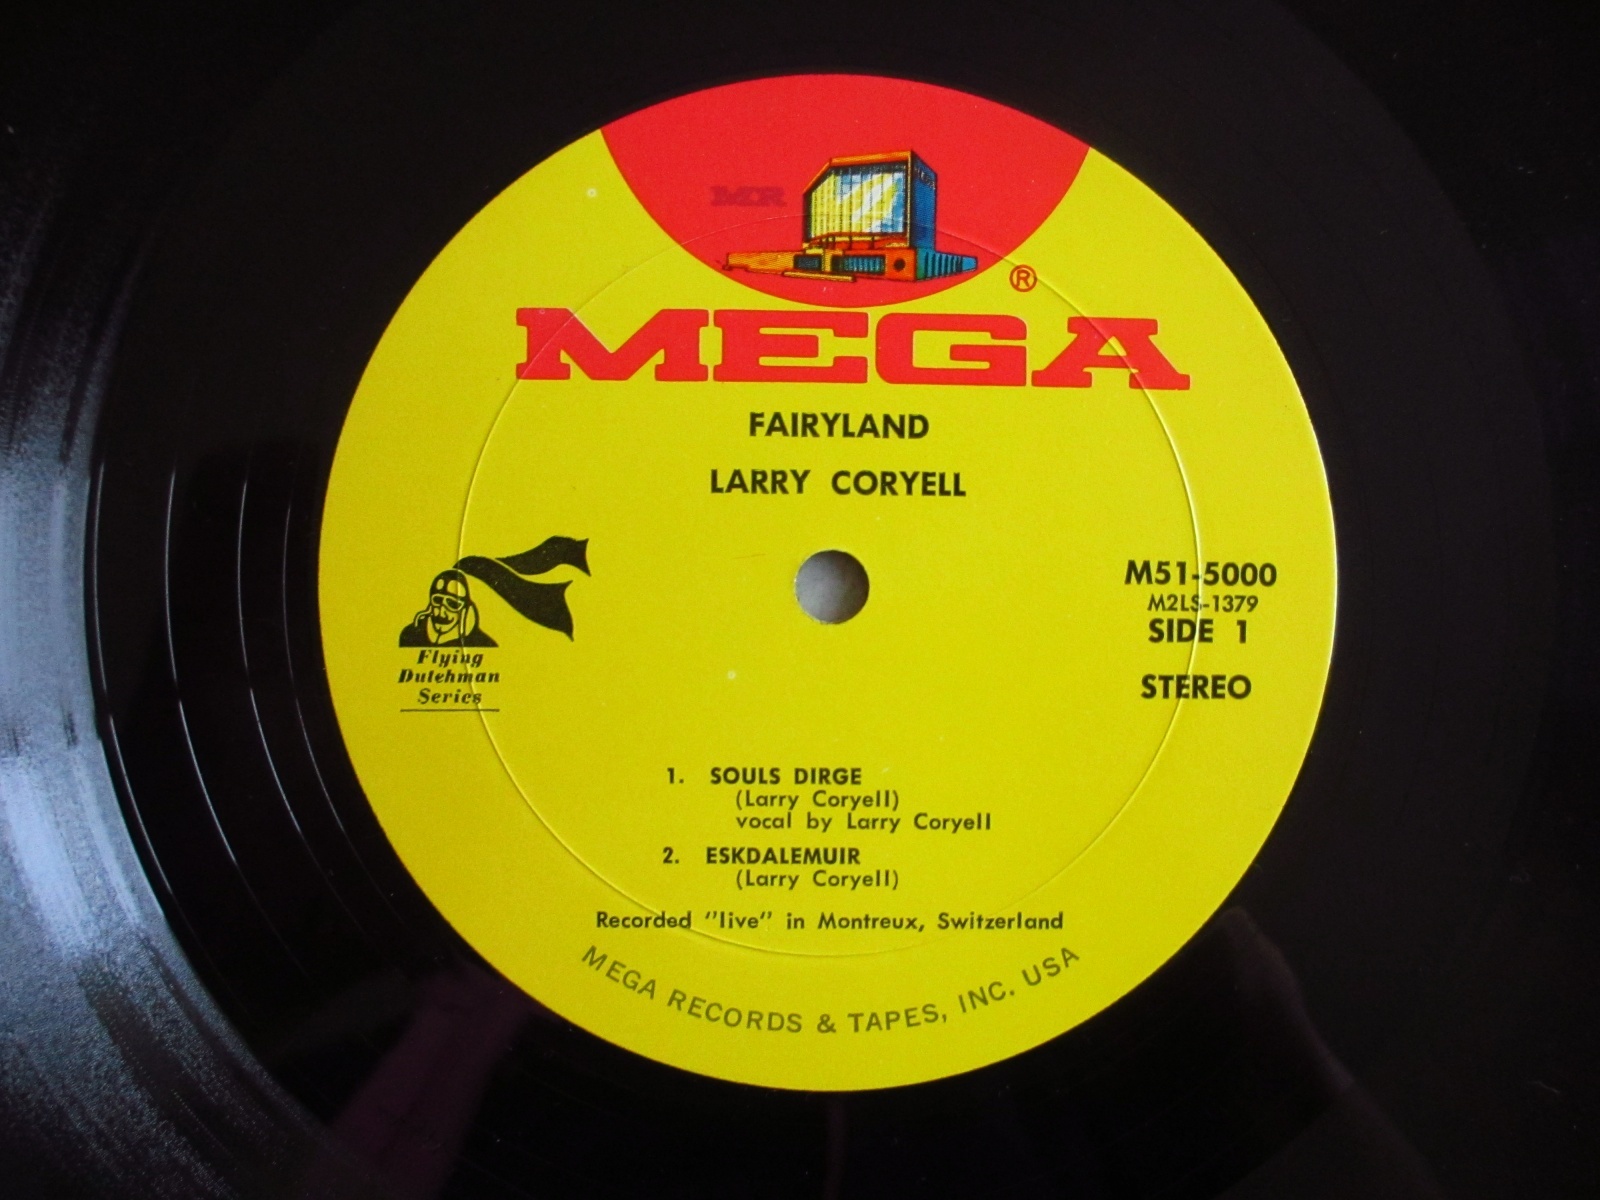 MR
®
MEGA
FAIRYLAND
LARRY CORYELL
M51-5000
M2LS-1379
SIDE 1
STEREO
Flying
Dutchman
Series
1. SOULS DIRGE
(Larry Coryell)
vocal by Larry Coryell
2. ESKDALEMUIR
(Larry Coryell)
Recorded "live" in Montreux, Switzerland
MEGA RECORDS & TAPES, INC. USA